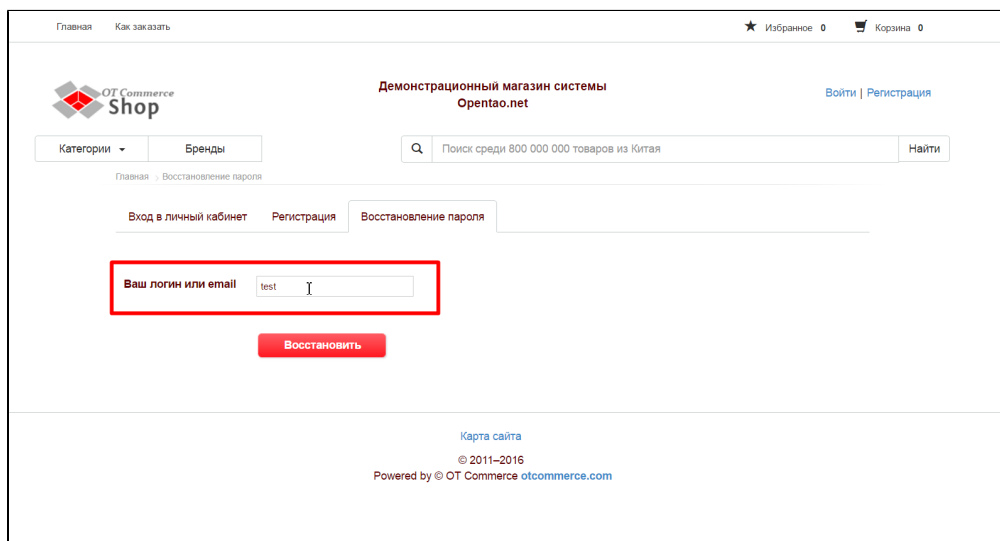 Главная Как заказать Избранное 0 Корзина 0
OT Commerce
Shop
Демонстрационный магазин системы
Opentao.net
Войти | Регистрация
Категории Бренды Поиск среди 800 000 000 товаров из Китая Найти
Главная > Восстановление пароля
Вход в личный кабинет Регистрация Восстановление пароля
Ваш логин или email test
Восстановить
Карта сайта
© 2011–2016
Powered by © OT Commerce otcommerce.com